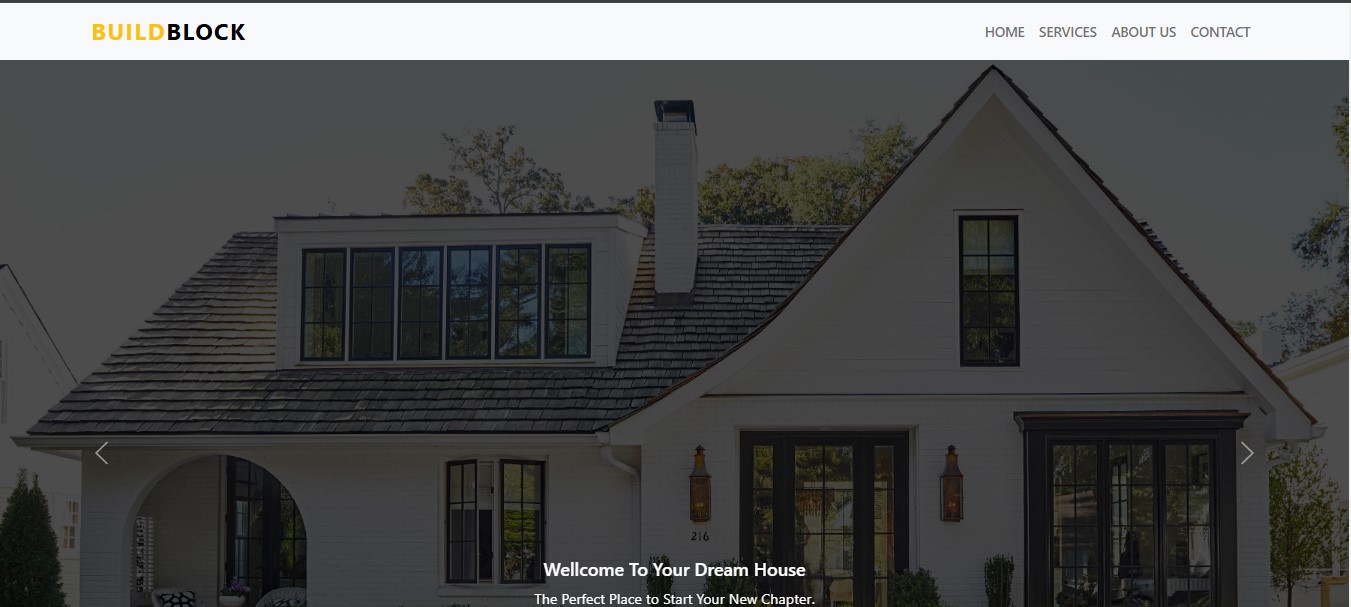 BUILDBLOCK
HOME SERVICES ABOUT US CONTACT
216
Wellcome To Your Dream House
The Perfect Place to Start Your New Chapter.